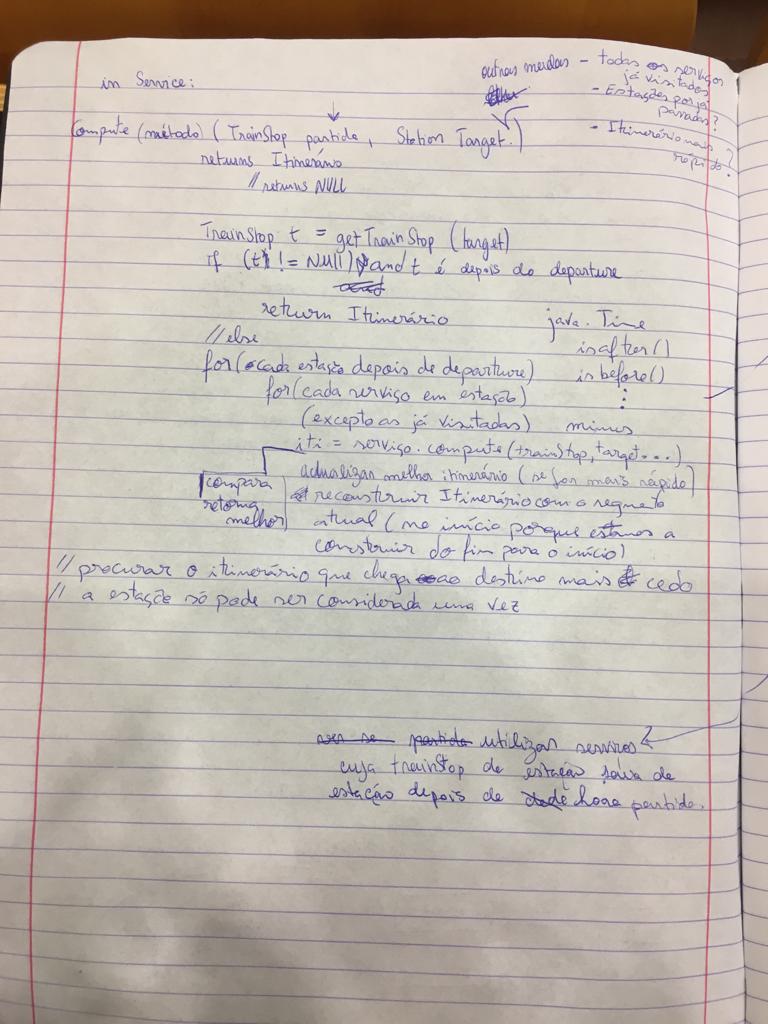 in Service:
outras merdas - todas os serviços
já visitados
- Estações por já
passadas?
- Itinerário mais
rápido?
Compute (método) ( TrainStop partida, Station Target.)
returns Itinerário
// returns NULL
TrainStop t = getTrainStop (target)
if (t != Null) and t é depois do departure
return Itinerário
java.Time
// else
isafter()
for(cada estação depois de departure)
isbefore()
for(cada serviço em estação)
⋮
(excepto as já visitadas)
minus
iti = serviço.compute(trainStop, target...)
actualizar melhor itinerário (se for mais rápido)
compara
retorna
melhor
reconstruir Itinerário com o segmento
atual (no início porque estamos a
construir do fim para o início)
// procurar o itinerário que chega ao destino mais cedo
// a estação só pode ser considerada uma vez
utilizar serviços
cuja trainStop de estação saia de
estação depois de hora partida.